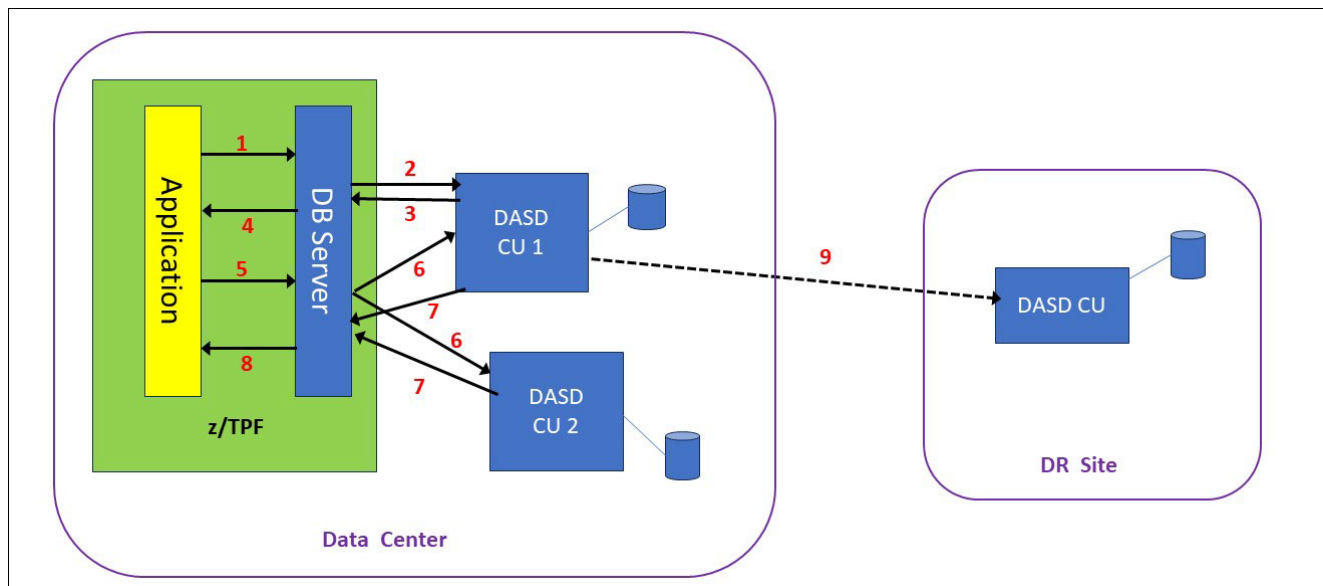 1
2
3
4
5
6
7
8
6
7
9
Application
DB Server
z/TPF
DASD
CU 1
DASD
CU 2
Data Center
DASD CU
DR Site